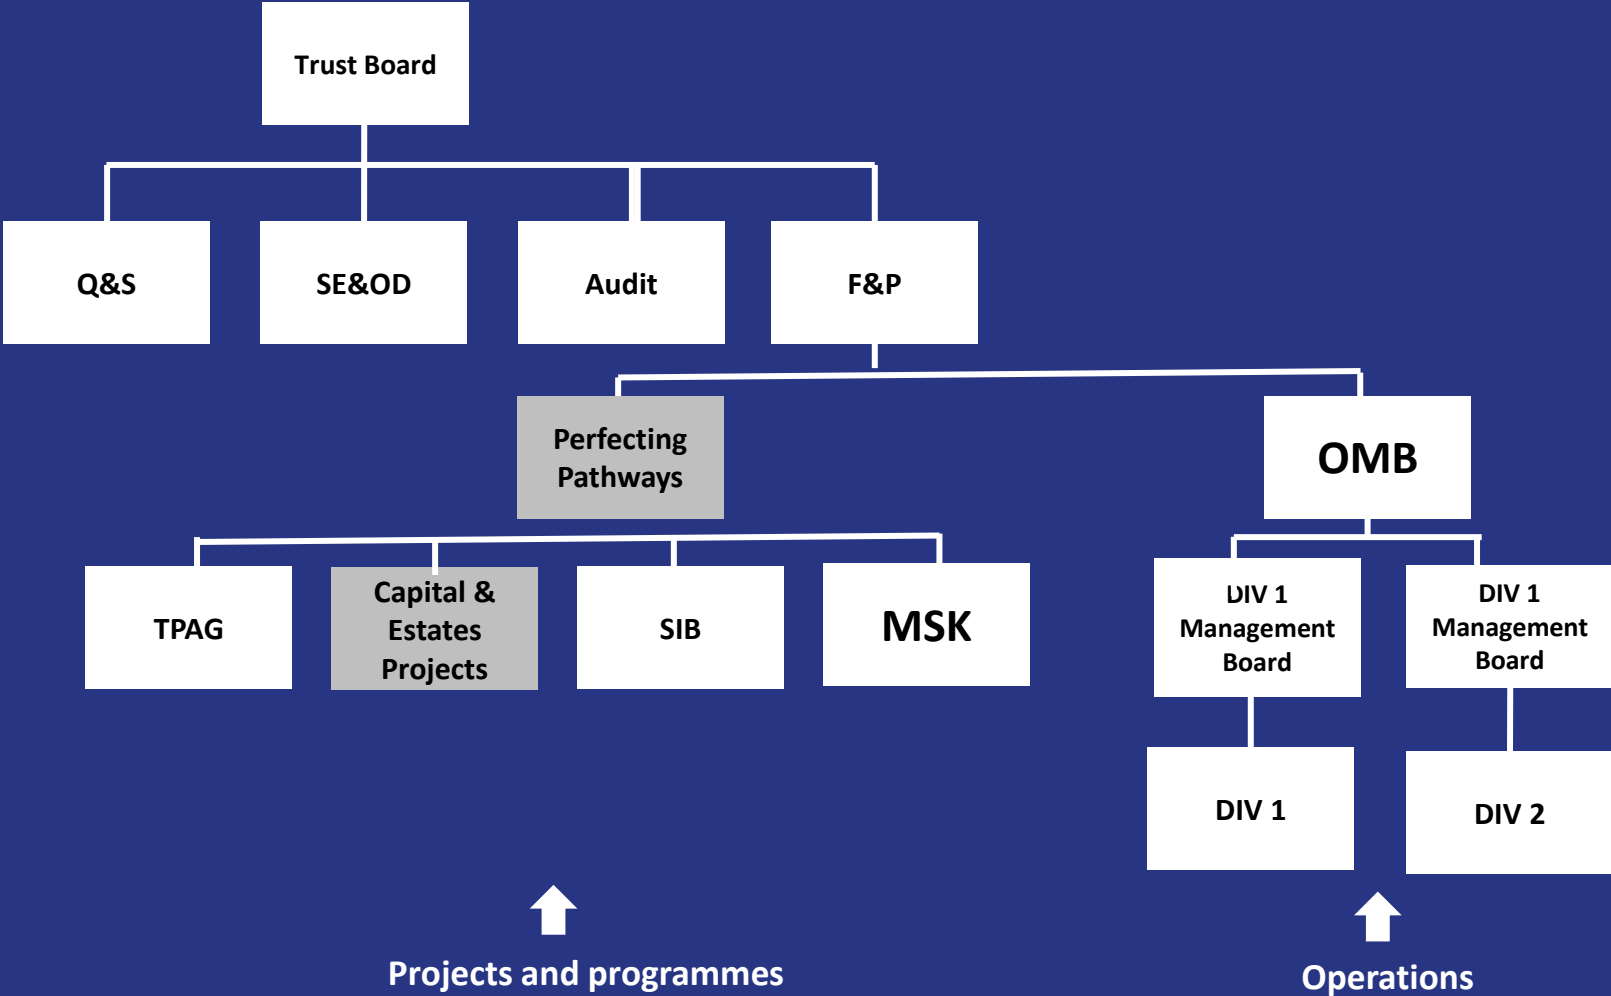 Trust Board
Q&S
SE&OD
Audit
F&P
Perfecting
Pathways
OMB
TPAG
Capital &
Estates
Projects
SIB
MSK
DIV 1
Management
Board
DIV 1
Management
Board
DIV 1
DIV 2
Projects and programmes
Operations